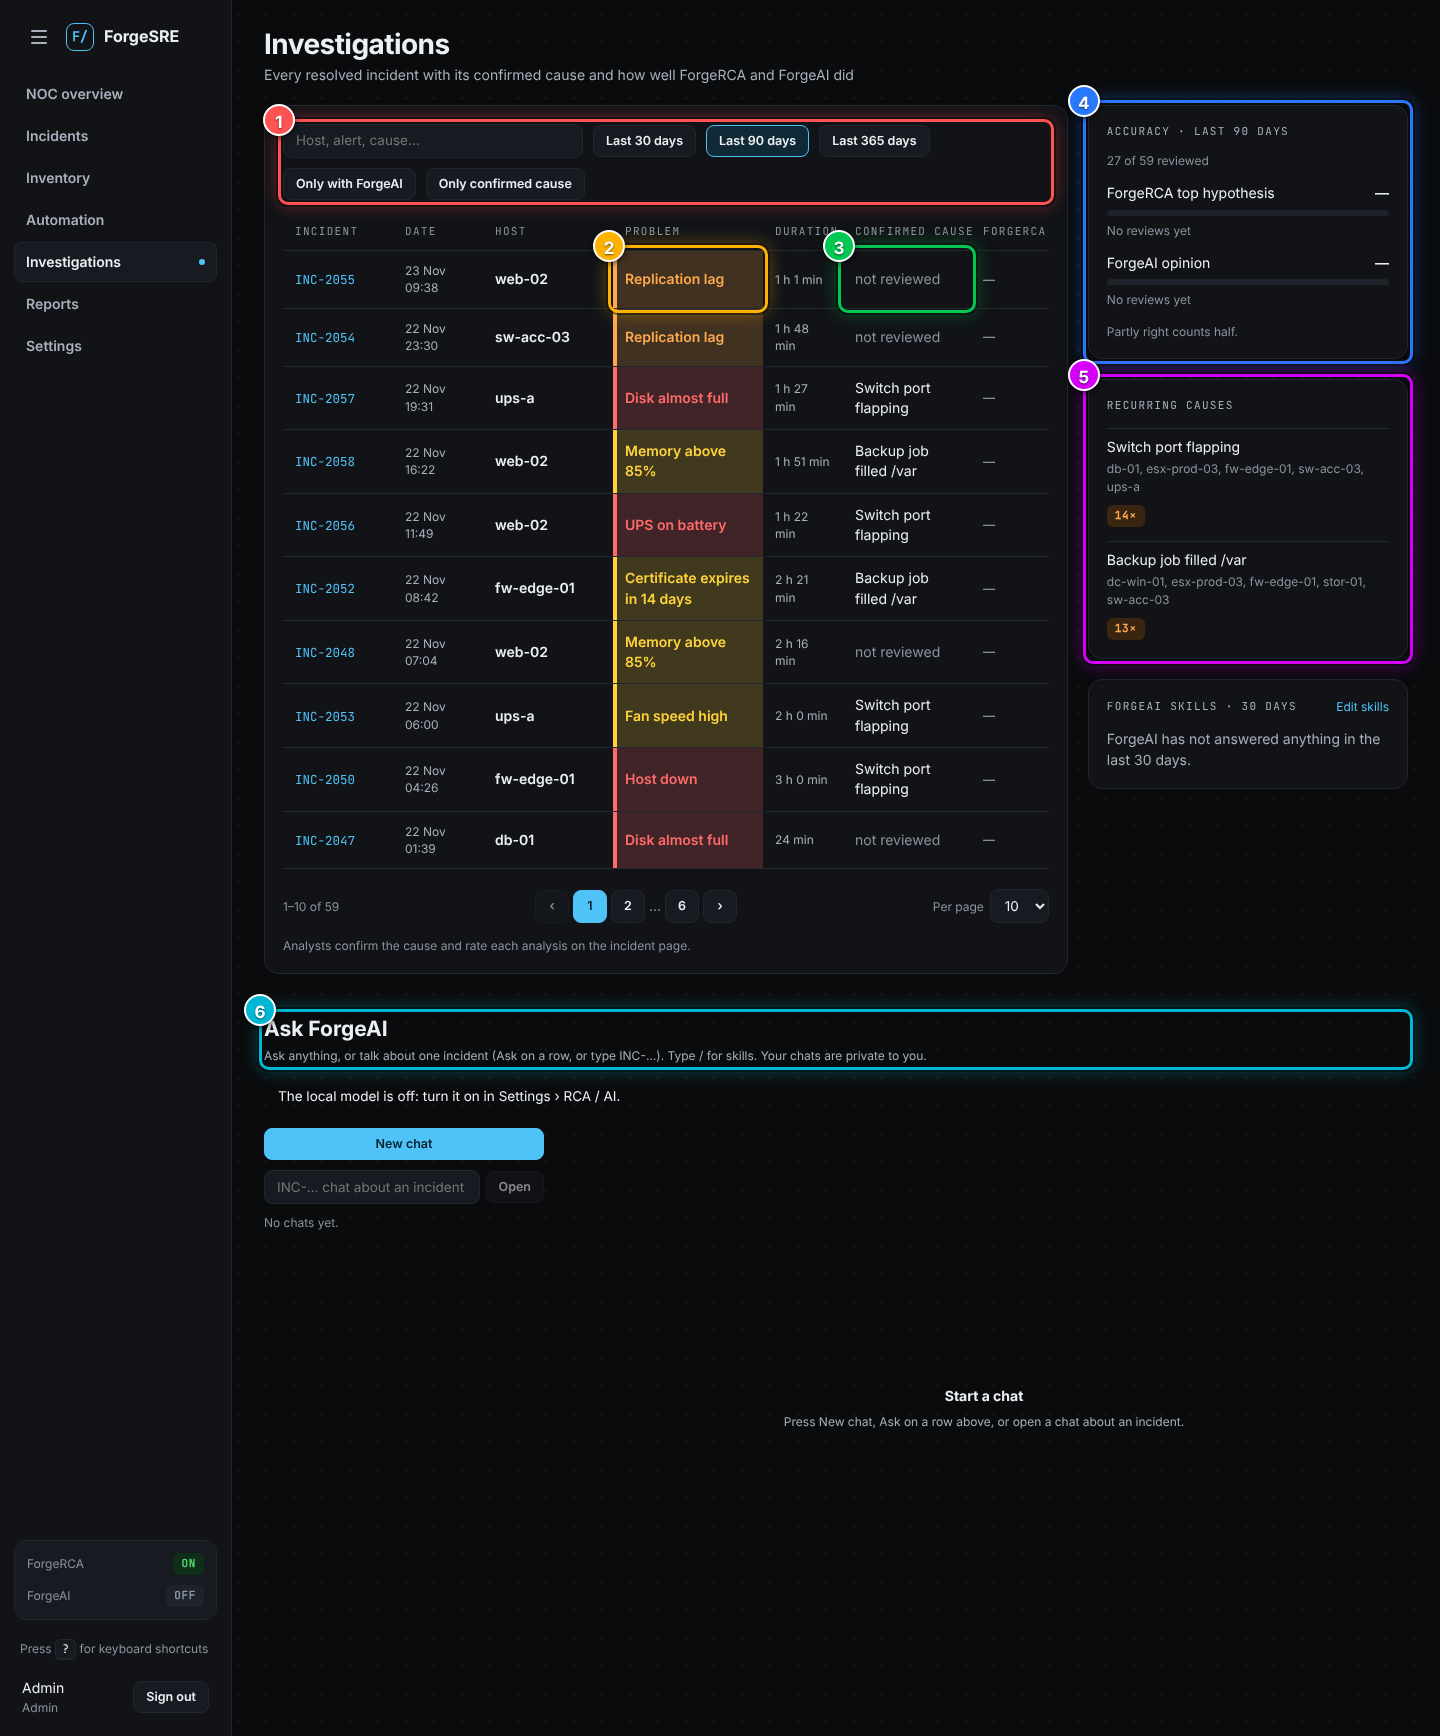 F/ ForgeSRE
NOC overview
Incidents
Inventory
Automation
Investigations
Reports
Settings
ForgeRCA ON
ForgeAI OFF
Press ? for keyboard shortcuts
Admin
Admin
Sign out
Investigations
Every resolved incident with its confirmed cause and how well ForgeRCA and ForgeAI did
1
Host, alert, cause... Last 30 days Last 90 days Last 365 days
Only with ForgeAI Only confirmed cause
INCIDENT DATE HOST PROBLEM DURATION CONFIRMED CAUSE FORGERCA
2
3
INC-2055 23 Nov 09:38 web-02 Replication lag 1 h 1 min not reviewed —
INC-2054 22 Nov 23:30 sw-acc-03 Replication lag 1 h 48 min not reviewed —
INC-2057 22 Nov 19:31 ups-a Disk almost full 1 h 27 min Switch port flapping —
INC-2058 22 Nov 16:22 web-02 Memory above 85% 1 h 51 min Backup job filled /var —
INC-2056 22 Nov 11:49 web-02 UPS on battery 1 h 22 min Switch port flapping —
INC-2052 22 Nov 08:42 fw-edge-01 Certificate expires in 14 days 2 h 21 min Backup job filled /var —
INC-2048 22 Nov 07:04 web-02 Memory above 85% 2 h 16 min not reviewed —
INC-2053 22 Nov 06:00 ups-a Fan speed high 2 h 0 min Switch port flapping —
INC-2050 22 Nov 04:26 fw-edge-01 Host down 3 h 0 min Switch port flapping —
INC-2047 22 Nov 01:39 db-01 Disk almost full 24 min not reviewed —
1–10 of 59 ‹ 1 2 ... 6 › Per page 10
Analysts confirm the cause and rate each analysis on the incident page.
4
ACCURACY · LAST 90 DAYS
27 of 59 reviewed
ForgeRCA top hypothesis —
No reviews yet
ForgeAI opinion —
No reviews yet
Partly right counts half.
5
RECURRING CAUSES
Switch port flapping
db-01, esx-prod-03, fw-edge-01, sw-acc-03,
ups-a
14×
Backup job filled /var
dc-win-01, esx-prod-03, fw-edge-01, stor-01,
sw-acc-03
13×
FORGEAI SKILLS · 30 DAYS Edit skills
ForgeAI has not answered anything in the
last 30 days.
6
Ask ForgeAI
Ask anything, or talk about one incident (Ask on a row, or type INC-...). Type / for skills. Your chats are private to you.
The local model is off: turn it on in Settings › RCA / AI.
New chat
INC-... chat about an incident Open
No chats yet.
Start a chat
Press New chat, Ask on a row above, or open a chat about an incident.